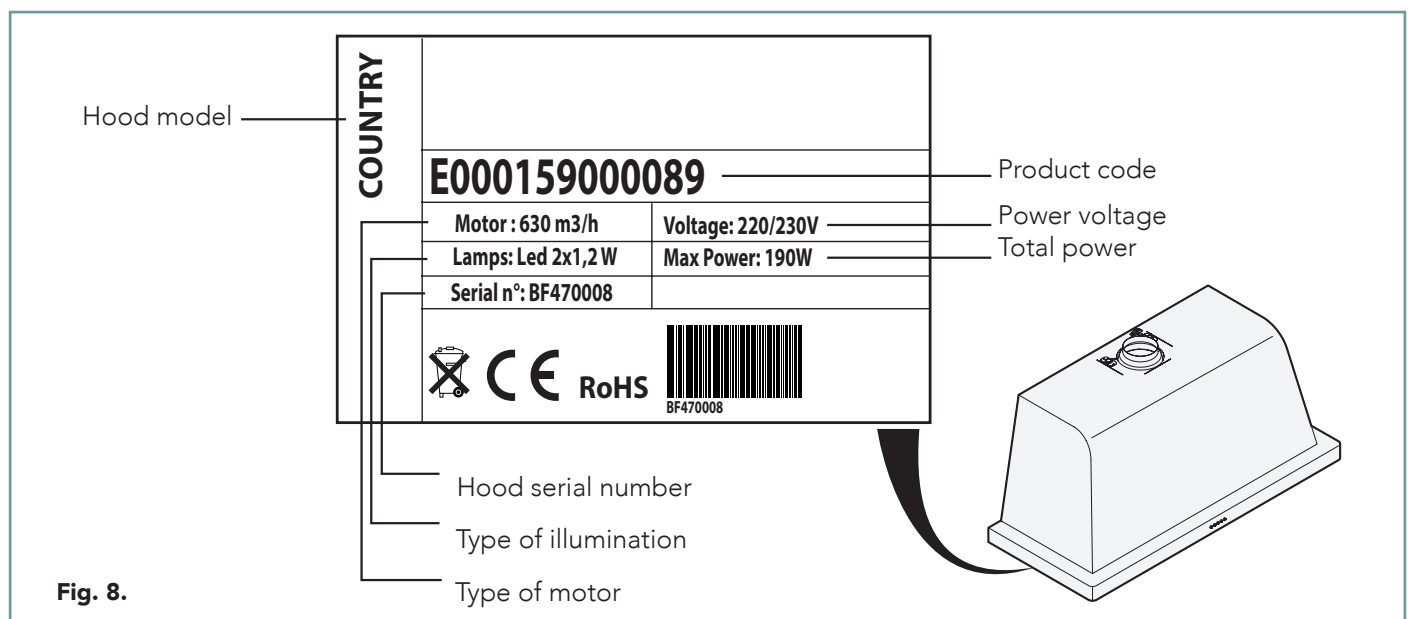 Hood model
COUNTRY
E000159000089
Product code
Motor : 630 m3/h
Voltage: 220/230V
Power voltage
Lamps: Led 2x1,2 W
Max Power: 190W
Total power
Serial n°: BF470008
CE RoHS
BF470008
Hood serial number
Type of illumination
Type of motor
Fig. 8.